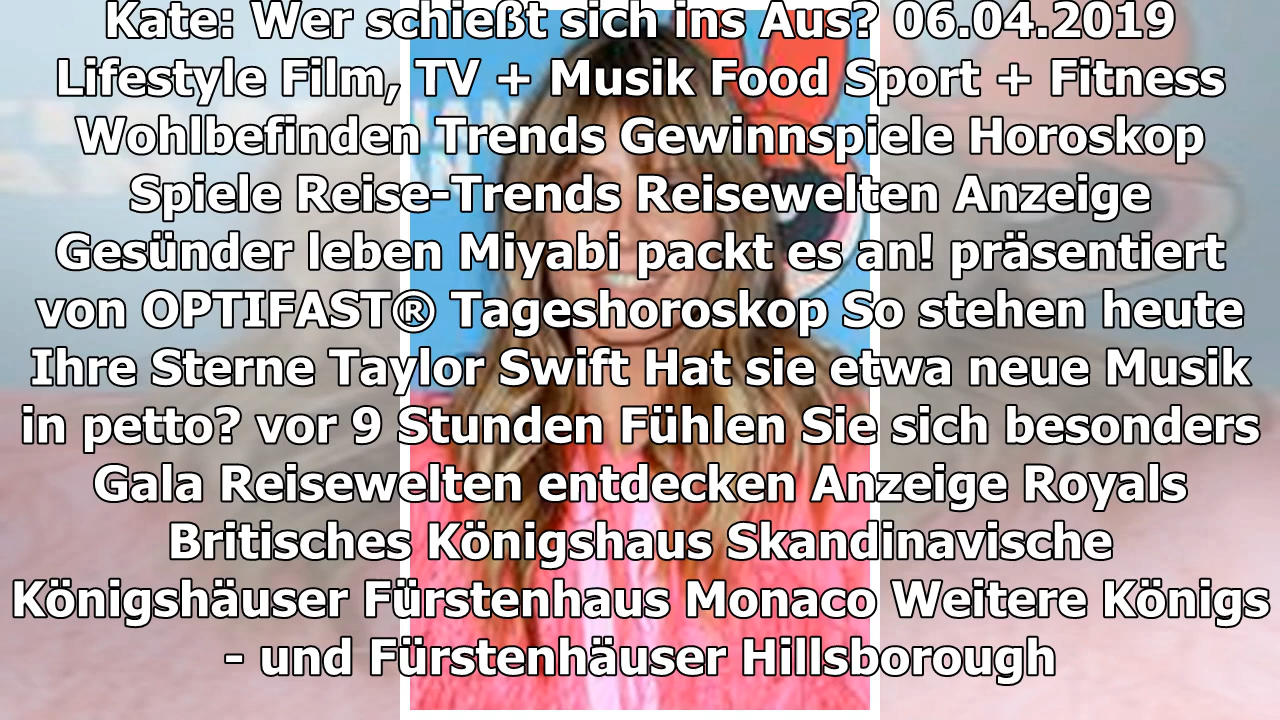 Kate: Wer schießt sich ins Aus? 06.04.2019
Lifestyle Film, TV + Musik Food Sport + Fitness
Wohlbefinden Trends Gewinnspiele Horoskop
Spiele Reise-Trends Reisewelten Anzeige
Gesünder leben Miyabi packt es an! präsentiert
von OPTIFAST® Tageshoroskop So stehen heute
Ihre Sterne Taylor Swift Hat sie etwa neue Musik
in petto? vor 9 Stunden Fühlen Sie sich besonders
Gala Reisewelten entdecken Anzeige Royals
Britisches Königshaus Skandinavische
Königshäuser Fürstenhaus Monaco Weitere Königs
- und Fürstenhäuser Hillsborough